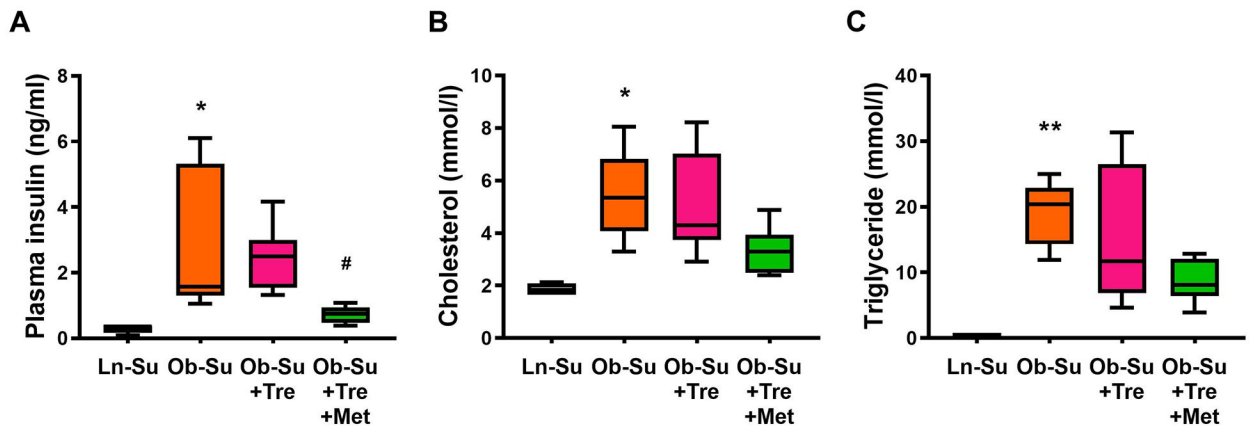 A
B
C
Plasma insulin (ng/ml)
8
6
4
2
0
*
#
Ln-Su
Ob-Su
Ob-Su
+Tre
Ob-Su
+Tre
+Met
Cholesterol (mmol/l)
10
8
6
4
2
0
*
Ln-Su
Ob-Su
Ob-Su
+Tre
Ob-Su
+Tre
+Met
Triglyceride (mmol/l)
40
30
20
10
0
**
Ln-Su
Ob-Su
Ob-Su
+Tre
Ob-Su
+Tre
+Met